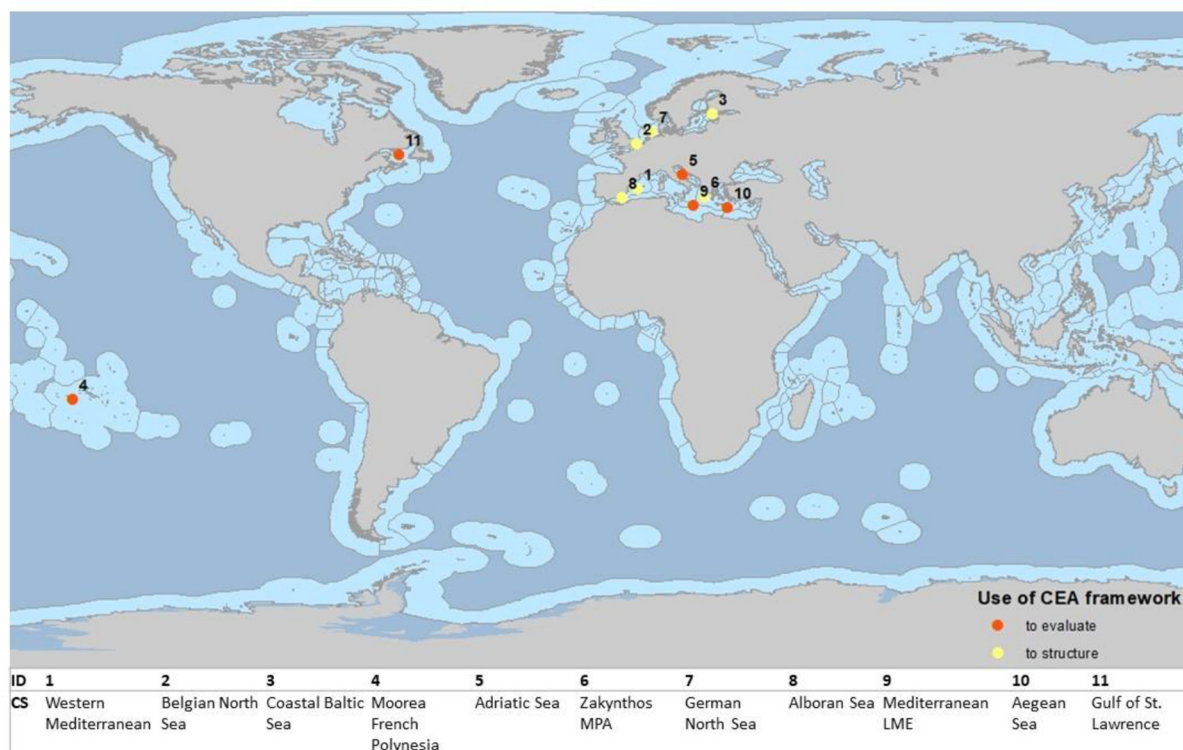 3
7
2
11
5
1
6
8
9
10
4
Use of CEA framework
to evaluate
to structure
ID 1 2 3 4 5 6 7 8 9 10 11
CS Western Belgian North Coastal Baltic Moorea Adriatic Sea Zakynthos German Alboran Sea Mediterranean Aegean Gulf of St.
Mediterranean Sea Sea French MPA North Sea LME Sea Lawrence
Polynesia